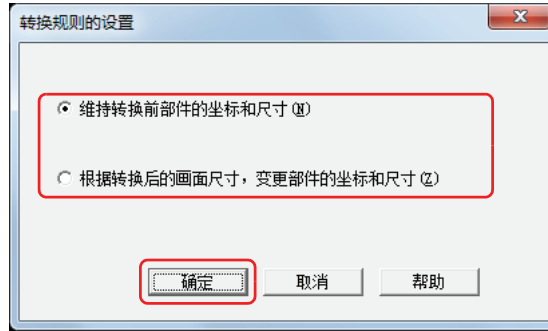 转换规则的设置
维持转换前部件的坐标和尺寸(N)
根据转换后的画面尺寸，变更部件的坐标和尺寸(Z)
确定 取消 帮助